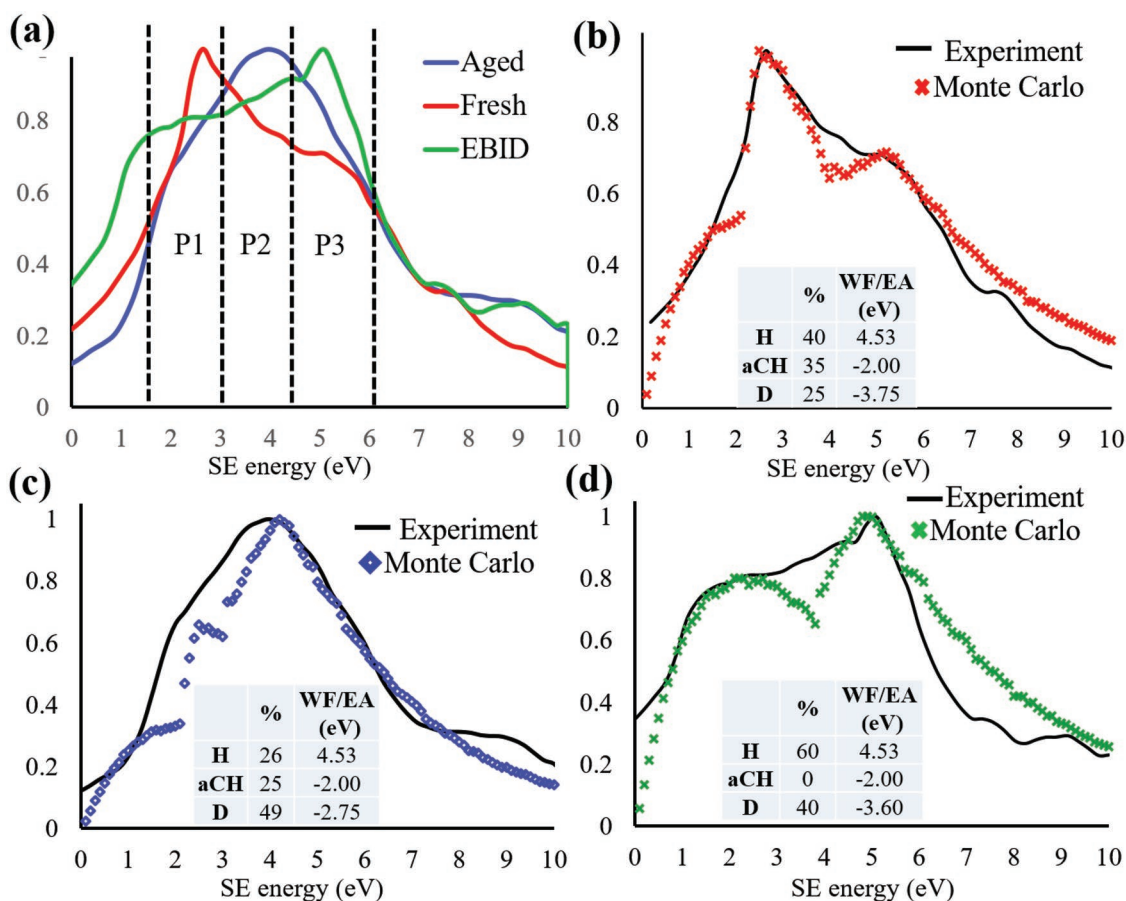 (a)
Aged
Fresh
EBID
P1 P2 P3
0.8
0.6
0.4
0.2
0
0 1 2 3 4 5 6 7 8 9 10
SE energy (eV)
(b)
Experiment
Monte Carlo
1
0.8
0.6
0.4
0.2
0
% WF/EA (eV)
H 40 4.53
aCH 35 -2.00
D 25 -3.75
0 1 2 3 4 5 6 7 8 9 10
SE energy (eV)
(c)
Experiment
Monte Carlo
1
0.8
0.6
0.4
0.2
0
% WF/EA (eV)
H 26 4.53
aCH 25 -2.00
D 49 -2.75
0 1 2 3 4 5 6 7 8 9 10
SE energy (eV)
(d)
Experiment
Monte Carlo
1
0.8
0.6
0.4
0.2
0
% WF/EA (eV)
H 60 4.53
aCH 0 -2.00
D 40 -3.60
0 1 2 3 4 5 6 7 8 9 10
SE energy (eV)